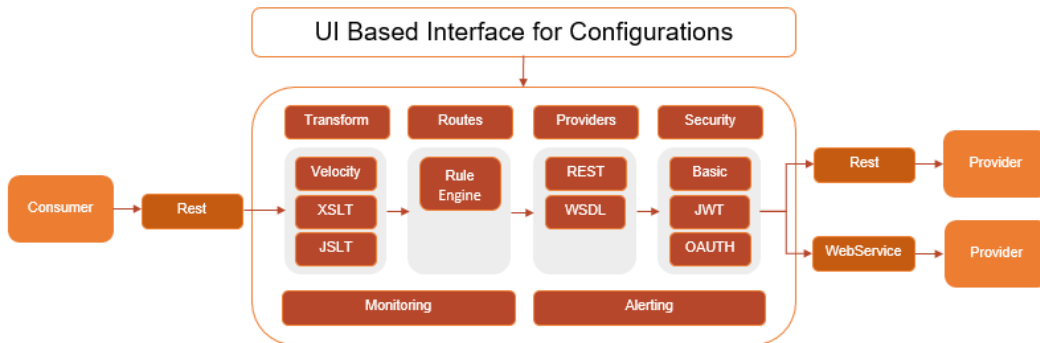 UI Based Interface for Configurations
Transform
Routes
Providers
Security
Velocity
XSLT
JSLT
Rule
Engine
REST
WSDL
Basic
JWT
OAUTH
Monitoring
Alerting
Consumer
Rest
Rest
Provider
WebService
Provider